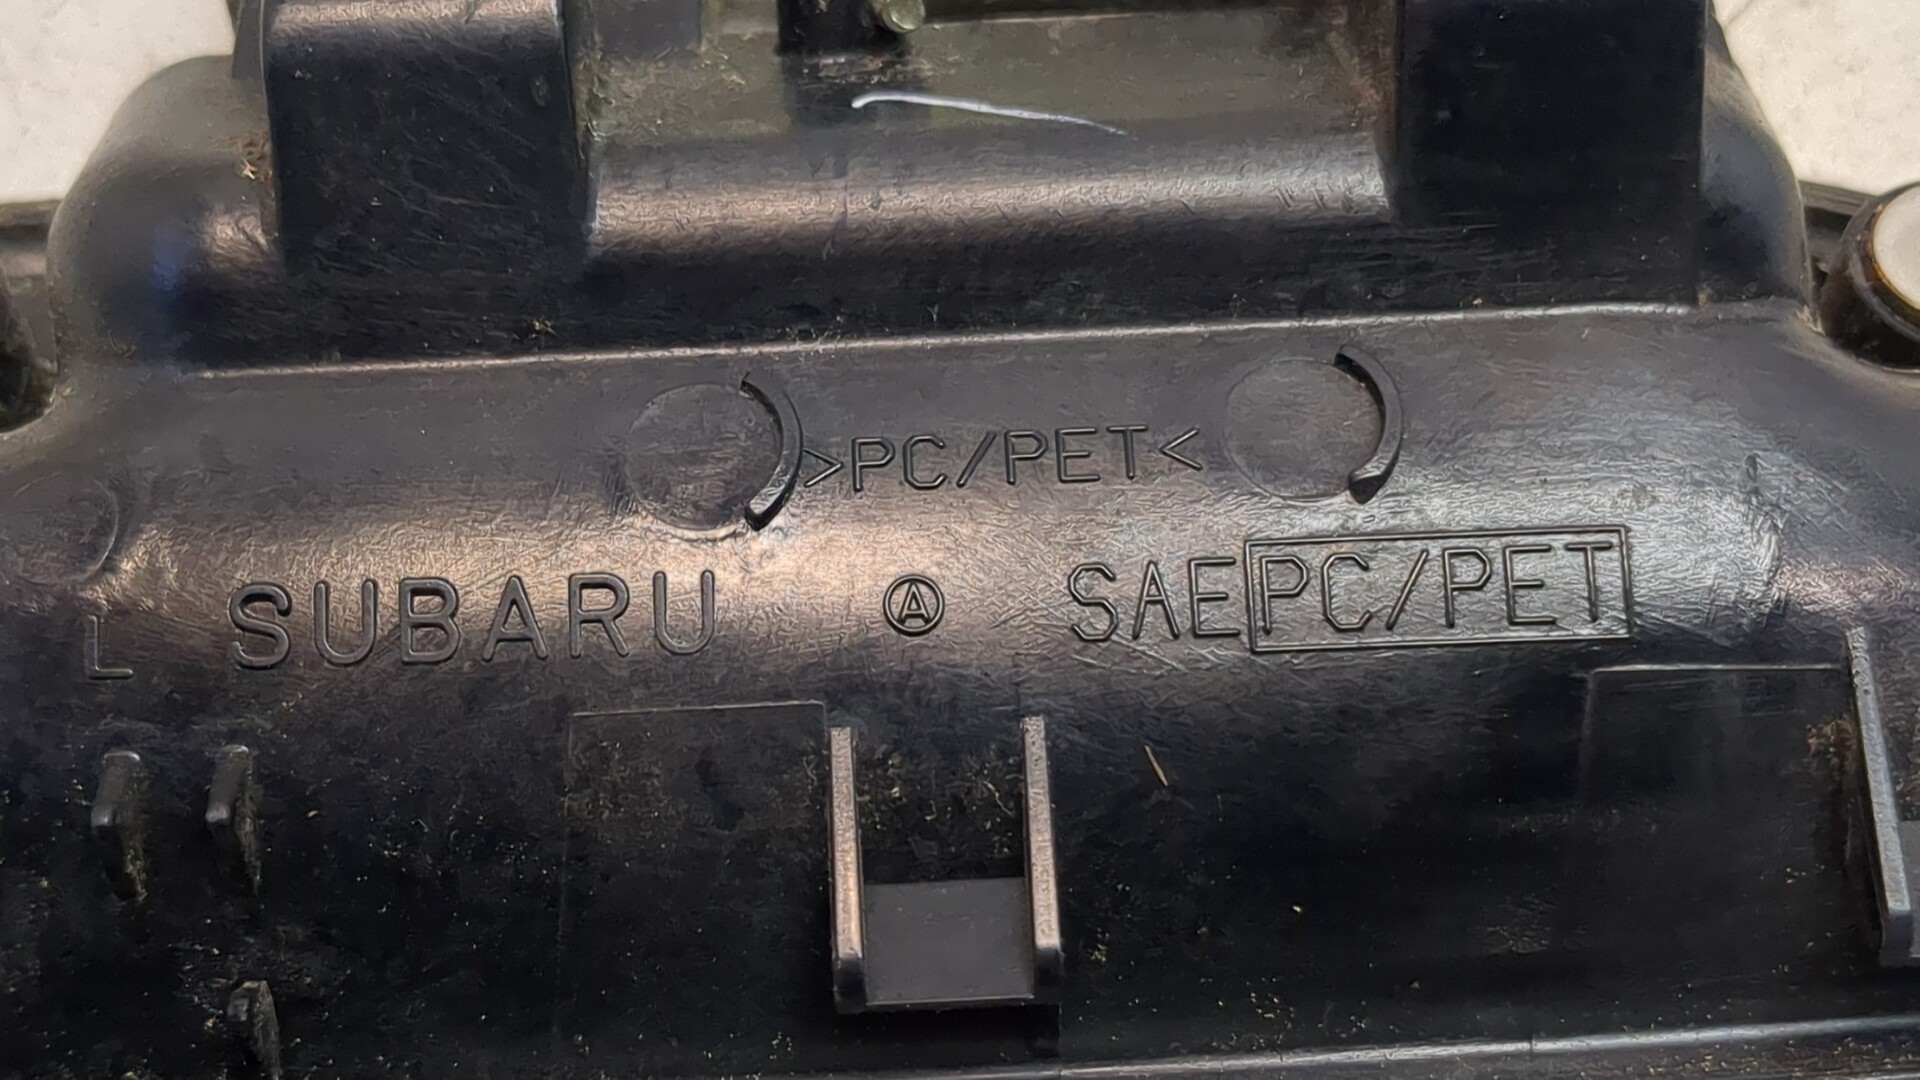 >PC/PET<
L SUBARU Ⓐ SAE PC/PET